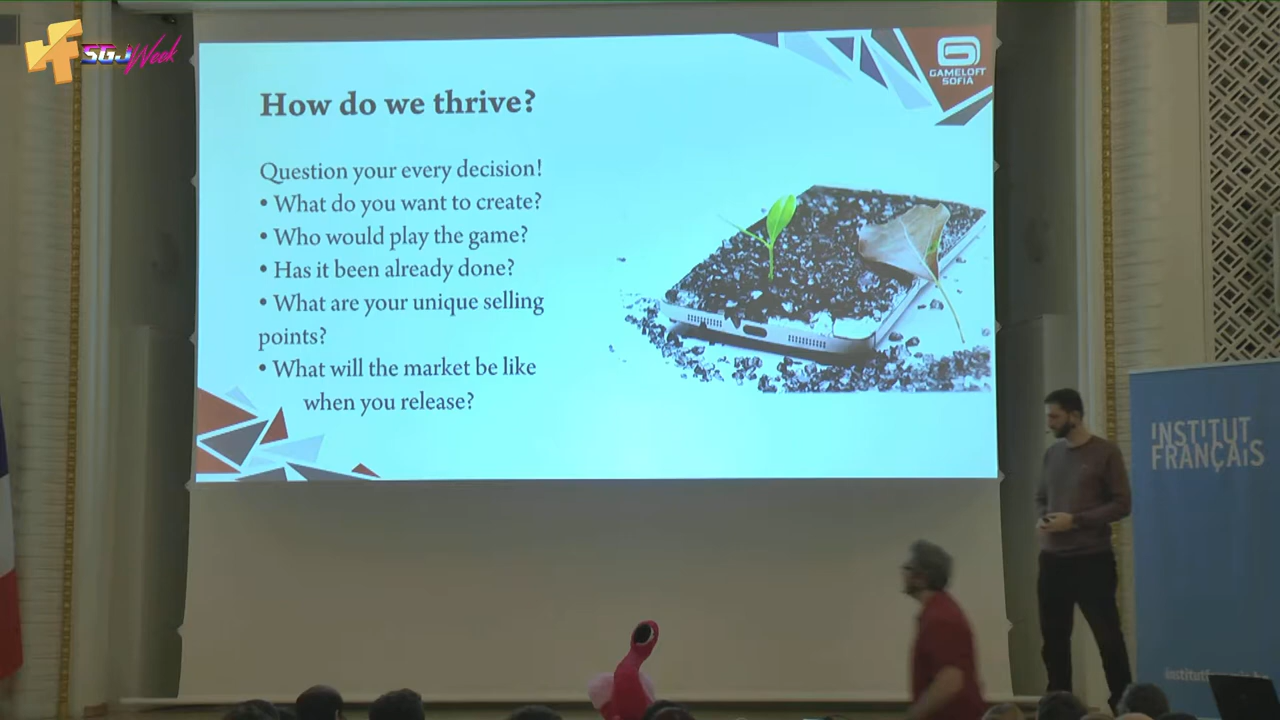 SGJ Week
GAMELOFT
SOFIA
How do we thrive?
Question your every decision!
• What do you want to create?
• Who would play the game?
• Has it been already done?
• What are your unique selling
points?
• What will the market be like
when you release?
INSTITUT
FRANÇAIS